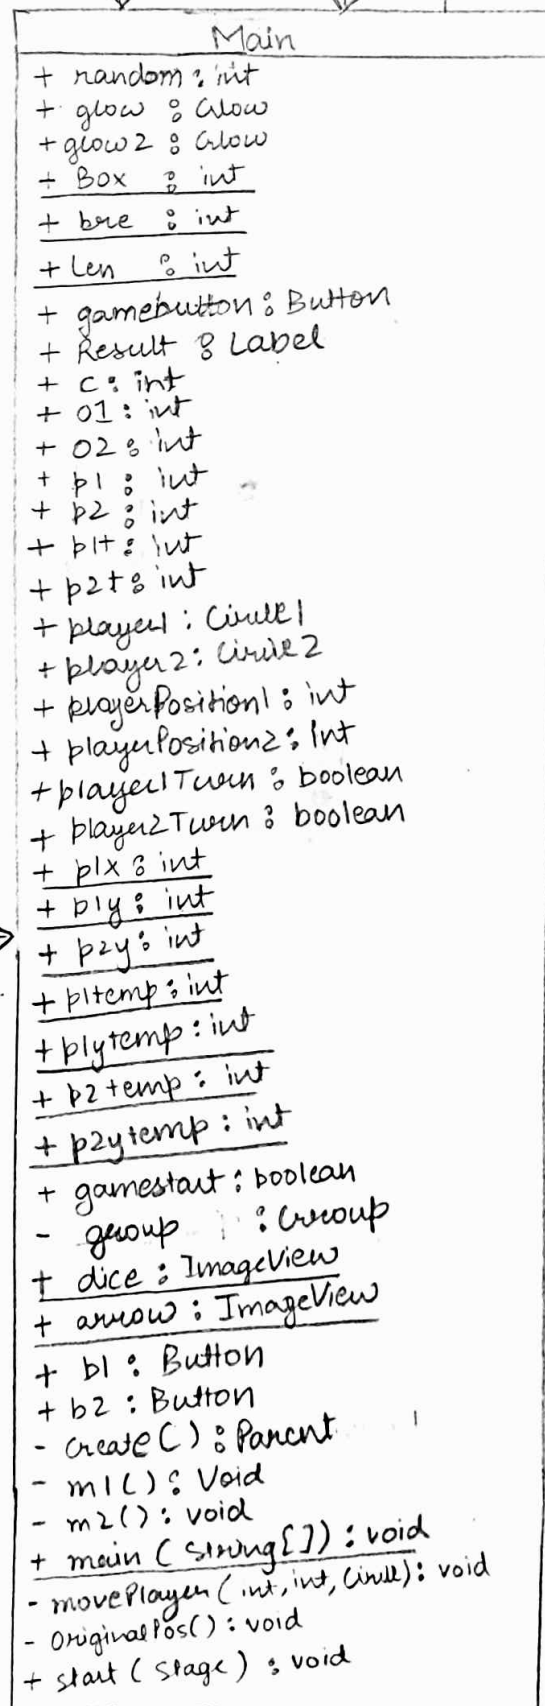 Main
+ random : int
+ glow : Glow
+ glow2 : Glow
+ Box : int
+ bre : int
+ len : int
+ gamebutton : Button
+ Result : Label
+ c : int
+ o1 : int
+ o2 : int
+ p1 : int
+ p2 : int
+ p1t : int
+ p2t : int
+ player1 : Circle1
+ player2 : Circle2
+ playerPosition1 : int
+ playerPosition2 : Int
+ player1Turn : boolean
+ player2Turn : boolean
+ p1x : int
+ p1y : int
+ p2y : int
+ p1temp : int
+ p1ytemp : int
+ p2temp : int
+ p2ytemp : int
+ gamestart : boolean
- group : Group
+ dice : ImageView
+ arrow : ImageView
+ b1 : Button
+ b2 : Button
- Create() : Parent
- m1() : Void
- m2() : void
+ main (String[]) : void
- movePlayer (int, int, Circle) : void
- OriginalPos() : void
+ start (Stage) : void